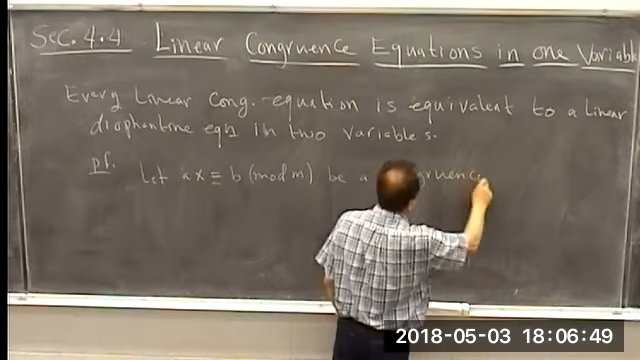 Sec. 4.4 Linear Congruence Equations in one Variable
Every Linear Cong. equation is equivalent to a linear
diophantine eqn in two variables.
pf.
Let ax ≡ b (mod m) be a
2018-05-03 18:06:49